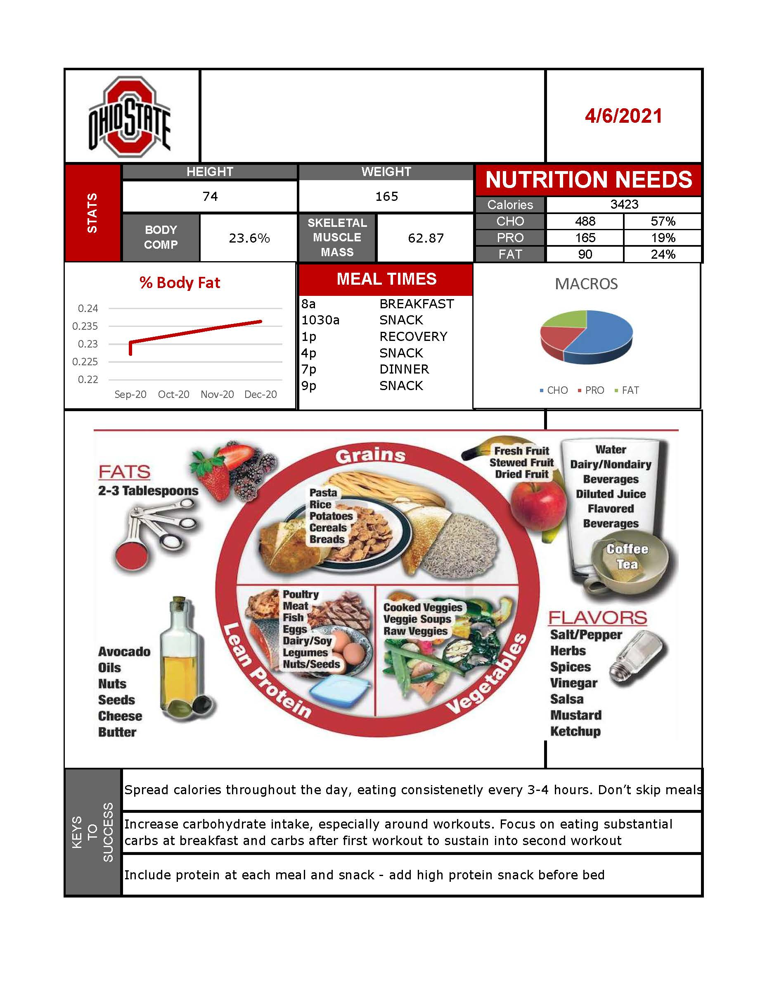 OHIO STATE
4/6/2021
STATS
HEIGHT
WEIGHT
74
165
BODY
COMP
23.6%
SKELETAL
MUSCLE
MASS
62.87
NUTRITION NEEDS
Calories 3423
CHO 488 57%
PRO 165 19%
FAT 90 24%
% Body Fat
0.24
0.235
0.23
0.225
0.22
Sep-20 Oct-20 Nov-20 Dec-20
MEAL TIMES
8a BREAKFAST
1030a SNACK
1p RECOVERY
4p SNACK
7p DINNER
9p SNACK
MACROS
CHO PRO FAT
FATS
2-3 Tablespoons
Avocado
Oils
Nuts
Seeds
Cheese
Butter
Grains
Pasta
Rice
Potatoes
Cereals
Breads
Lean Protein
Poultry
Meat
Fish
Eggs
Dairy/Soy
Legumes
Nuts/Seeds
Vegetables
Cooked Veggies
Veggie Soups
Raw Veggies
Fresh Fruit
Stewed Fruit
Dried Fruit
Water
Dairy/Nondairy
Beverages
Diluted Juice
Flavored
Beverages
Coffee
Tea
FLAVORS
Salt/Pepper
Herbs
Spices
Vinegar
Salsa
Mustard
Ketchup
KEYS
TO
SUCCESS
Spread calories throughout the day, eating consistenetly every 3-4 hours. Don’t skip meals
Increase carbohydrate intake, especially around workouts. Focus on eating substantial
carbs at breakfast and carbs after first workout to sustain into second workout
Include protein at each meal and snack - add high protein snack before bed